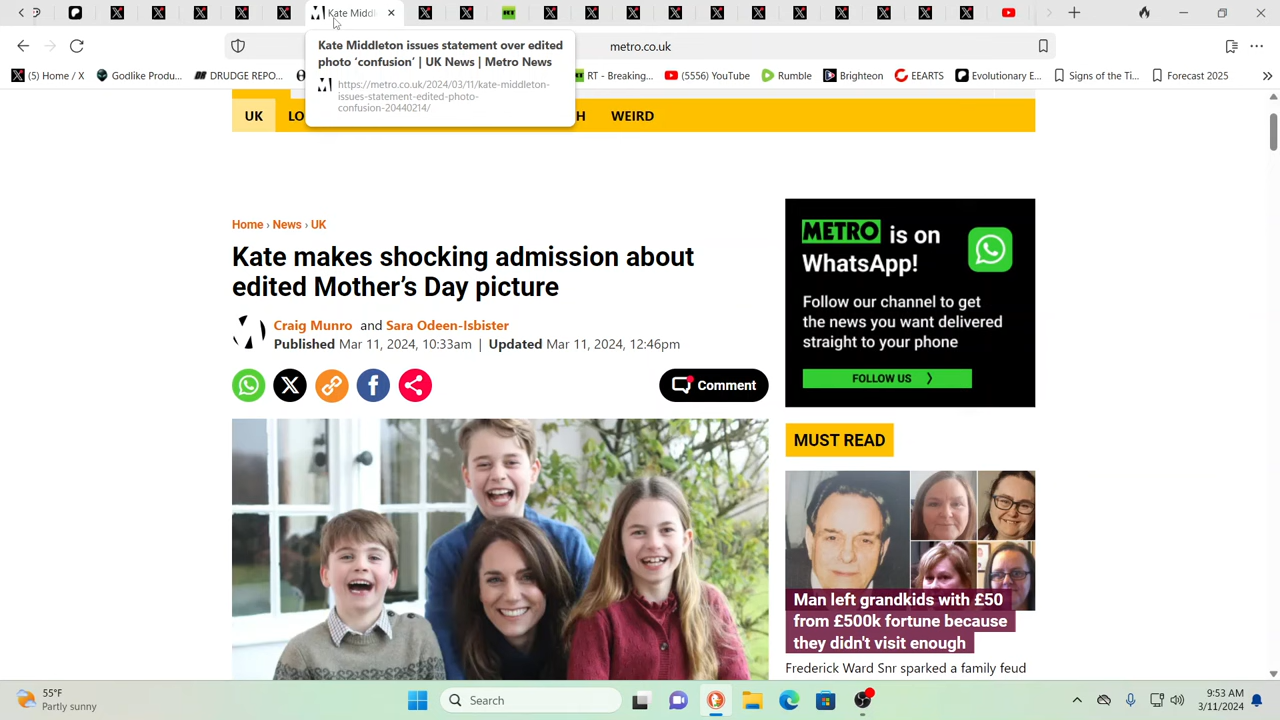 Kate Middl
metro.co.uk
Kate Middleton issues statement over edited
photo ‘confusion’ | UK News | Metro News
https://metro.co.uk/2024/03/11/kate-middleton-
issues-statement-edited-photo-
confusion-20440214/
(5) Home / X
Godlike Produ...
DRUDGE REPO...
RT - Breaking...
(5556) YouTube
Rumble
Brighteon
EEARTS
Evolutionary E...
Signs of the Ti...
Forecast 2025
UK
LO
H
WEIRD
Home › News › UK
Kate makes shocking admission about
edited Mother’s Day picture
Craig Munro and Sara Odeen-Isbister
Published Mar 11, 2024, 10:33am | Updated Mar 11, 2024, 12:46pm
Comment
METRO is on
WhatsApp!
Follow our channel to get
the news you want delivered
straight to your phone
FOLLOW US
MUST READ
Man left grandkids with £50
from £500k fortune because
they didn't visit enough
Frederick Ward Snr sparked a family feud
55°F
Partly sunny
Search
9:53 AM
3/11/2024